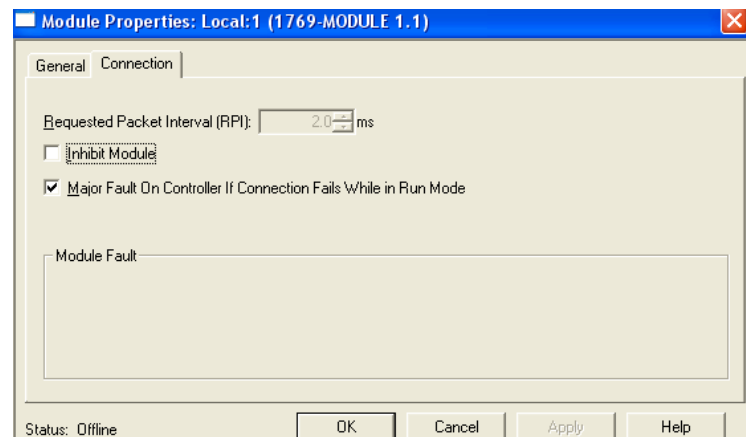 Module Properties: Local:1 (1769-MODULE 1.1)
General Connection
Requested Packet Interval (RPI): 2.0 ms
Inhibit Module
Major Fault On Controller If Connection Fails While in Run Mode
Module Fault
Status: Offline OK Cancel Apply Help